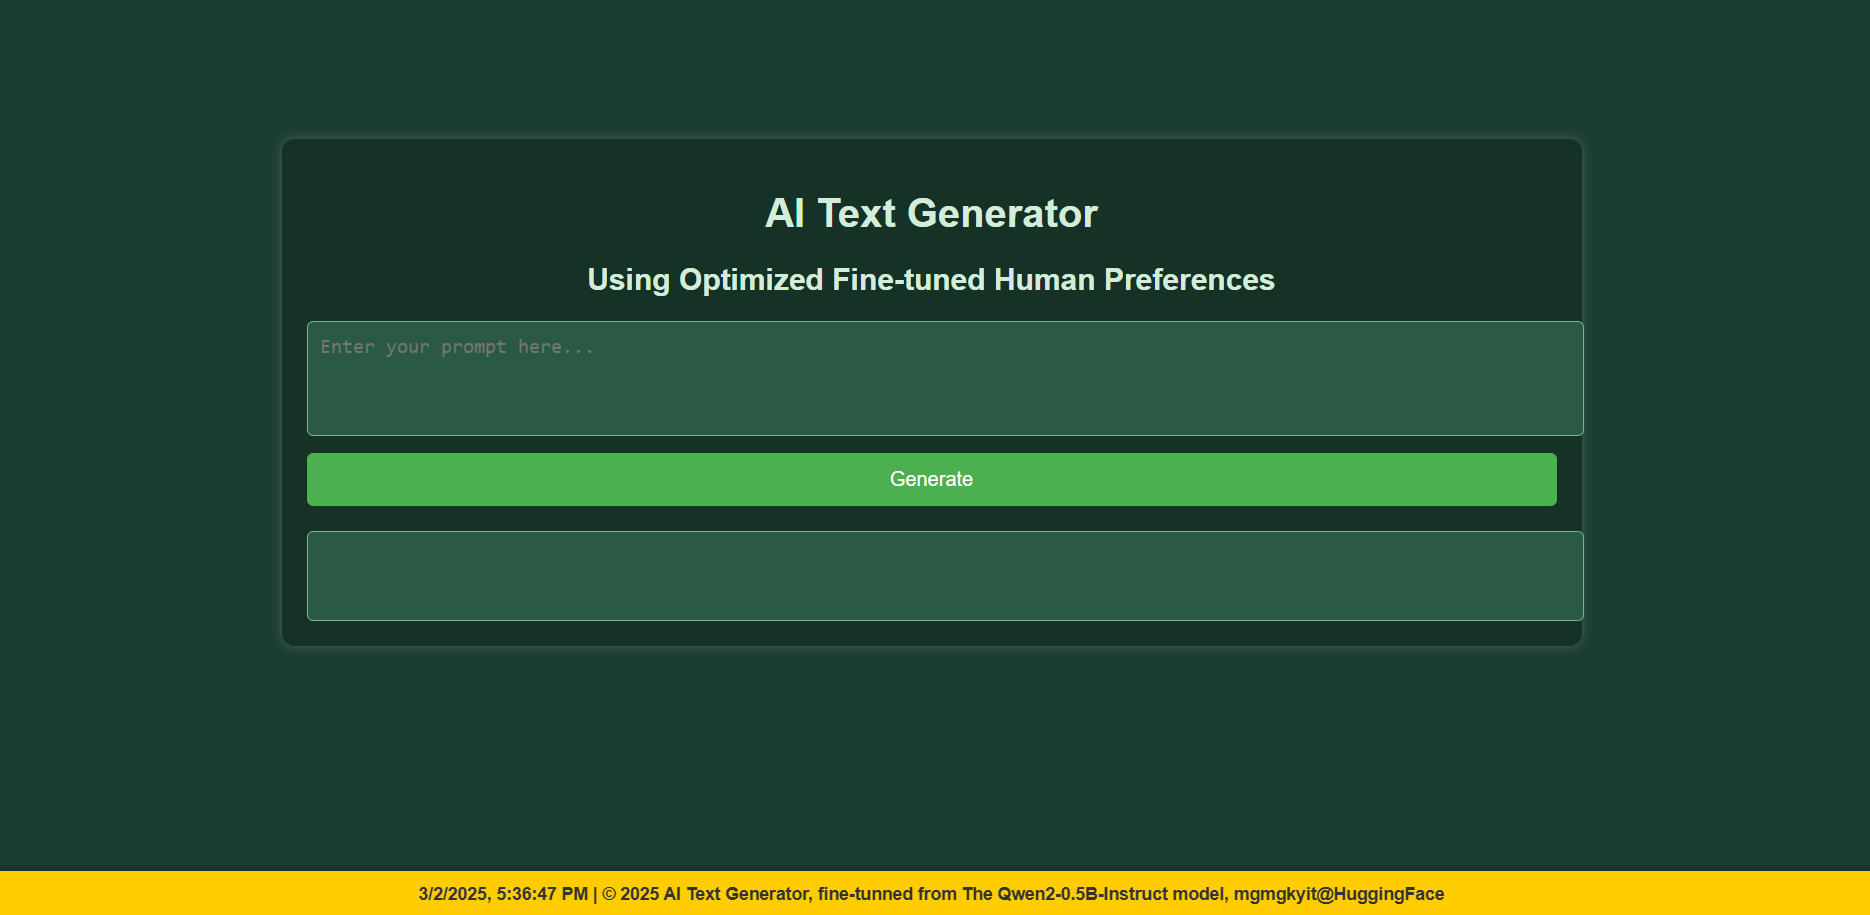 AI Text Generator
Using Optimized Fine-tuned Human Preferences
Enter your prompt here...
Generate
3/2/2025, 5:36:47 PM | © 2025 AI Text Generator, fine-tunned from The Qwen2-0.5B-Instruct model, mgmgkyit@HuggingFace